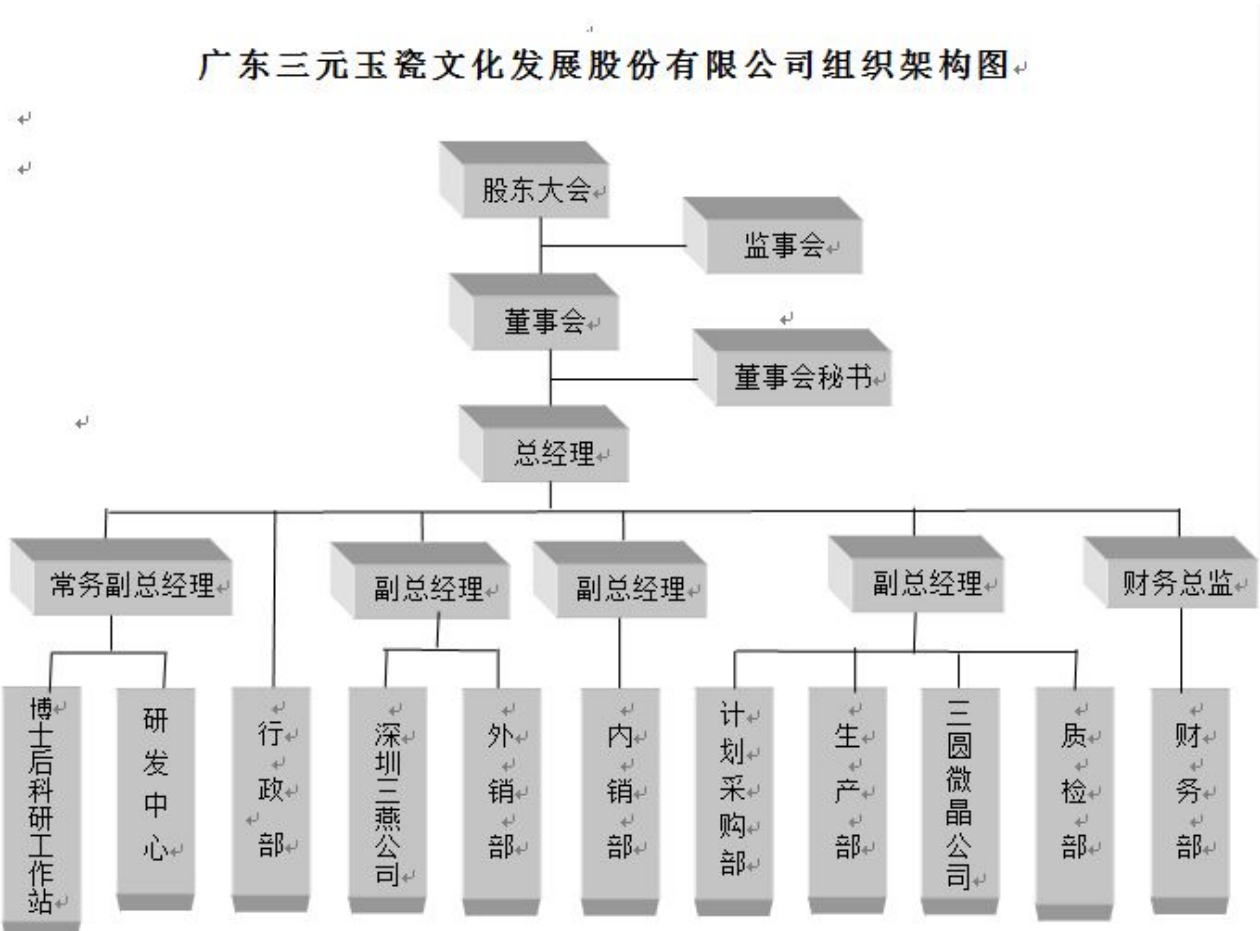 广东三元玉瓷文化发展股份有限公司组织架构图
股东大会
监事会
董事会
董事会秘书
总经理
常务副总经理
副总经理
副总经理
副总经理
财务总监
博士后科研工作站
研发中心
行政部
深圳三燕公司
外销部
内销部
计划采购部
生产部
三圆微晶公司
质检部
财务部